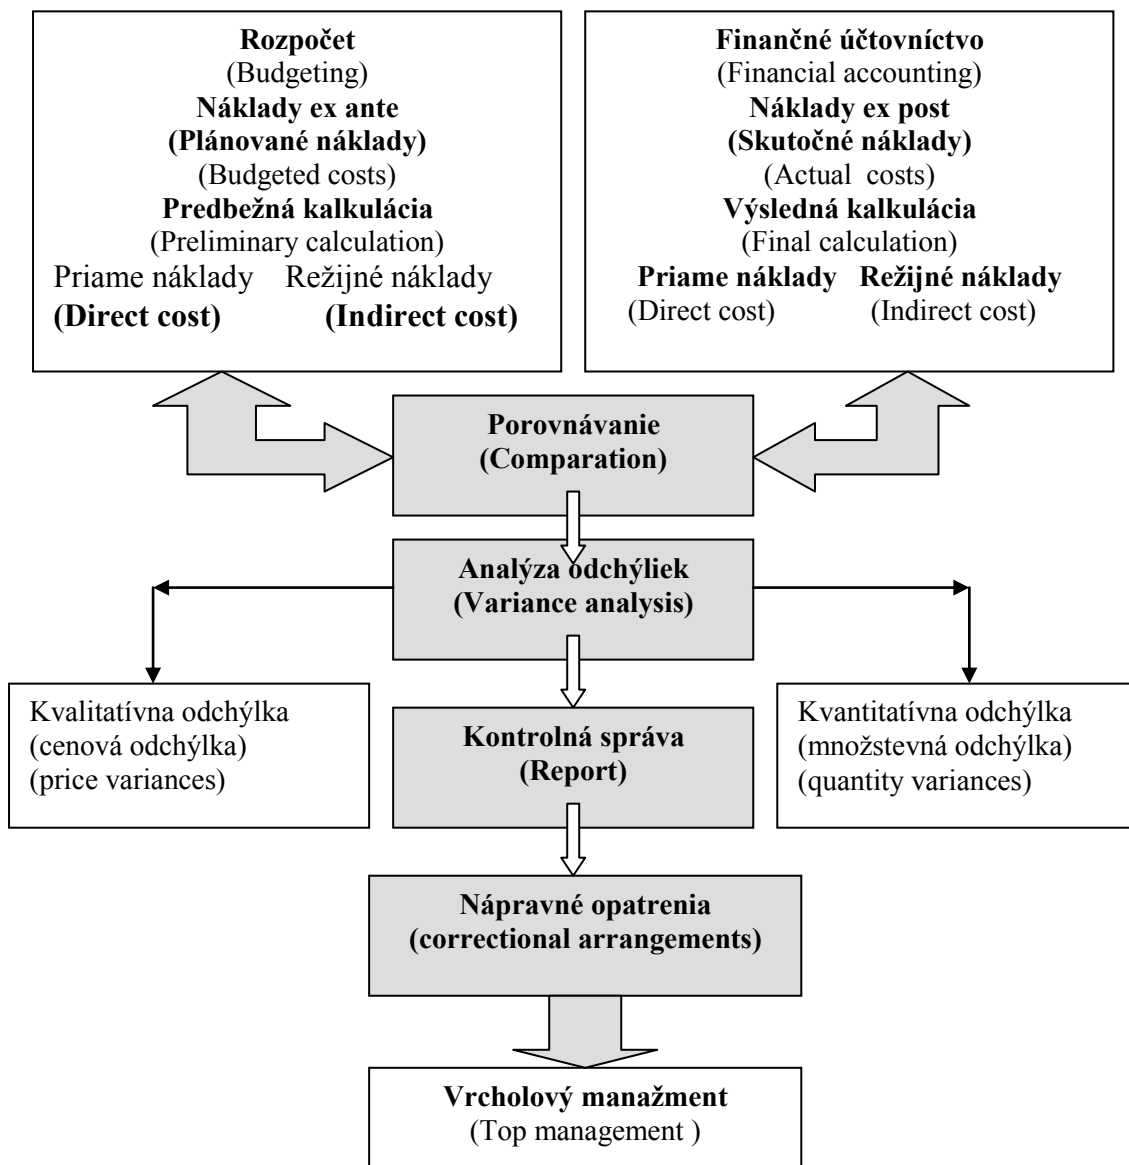 Rozpočet
(Budgeting)
Náklady ex ante
(Plánované náklady)
(Budgeted costs)
Predbežná kalkulácia
(Preliminary calculation)
Priame náklady Režijné náklady
(Direct cost) (Indirect cost)
Finančné účtovníctvo
(Financial accounting)
Náklady ex post
(Skutočné náklady)
(Actual costs)
Výsledná kalkulácia
(Final calculation)
Priame náklady Režijné náklady
(Direct cost) (Indirect cost)
Porovnávanie
(Comparation)
Analýza odchýliek
(Variance analysis)
Kvalitatívna odchýlka
(cenová odchýlka)
(price variances)
Kontrolná správa
(Report)
Kvantitatívna odchýlka
(množstevná odchýlka)
(quantity variances)
Nápravné opatrenia
(correctional arrangements)
Vrcholový manažment
(Top management )